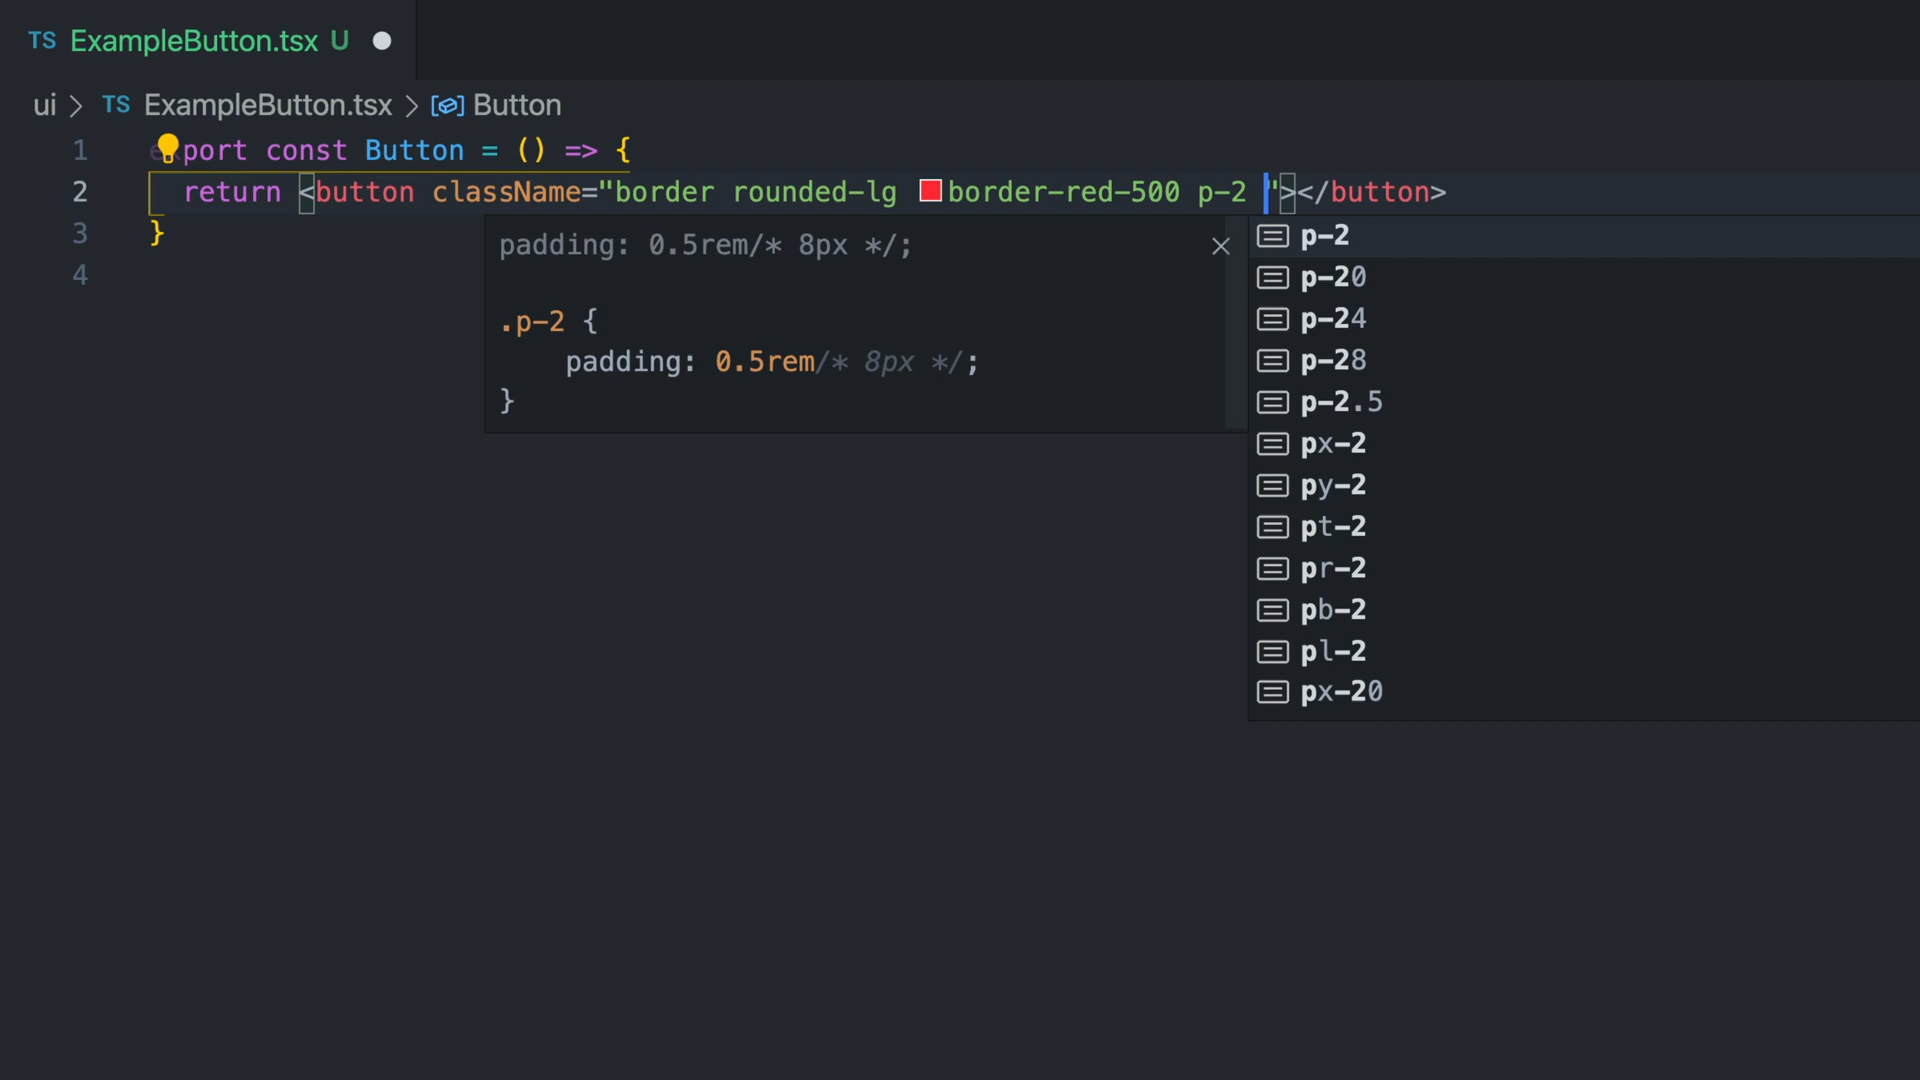 TS ExampleButton.tsx U
ui > TS ExampleButton.tsx > Button
1 export const Button = () => {
2 return <button className="border rounded-lg border-red-500 p-2 "></button>
3 }
4
padding: 0.5rem/* 8px */;
.p-2 {
padding: 0.5rem/* 8px */;
}
p-2
p-20
p-24
p-28
p-2.5
px-2
py-2
pt-2
pr-2
pb-2
pl-2
px-20